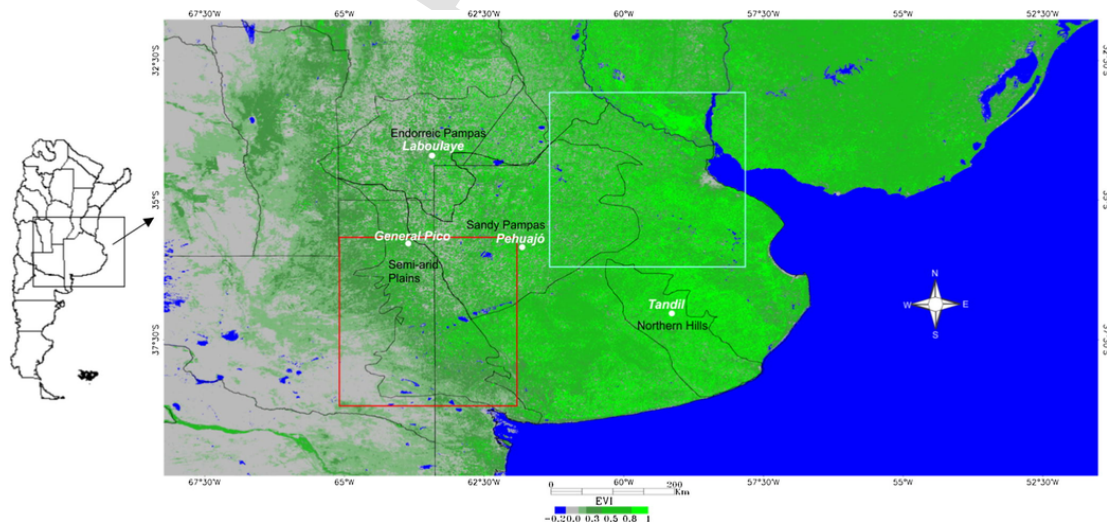 67°30'W 65°W 62°30'W 60°W 57°30'W 55°W 52°30'W
32°30'S
35°S
37°30'S
Endorreic Pampas
Laboulaye
Sandy Pampas
General Pico
Pehuajó
Semi-arid
Plains
Tandil
Northern Hills
N
W E
S
67°30'W 65°W 62°30'W 60°W 57°30'W 55°W 52°30'W
0 200
Km
EVI
-0.2 0.0 0.3 0.5 0.8 1